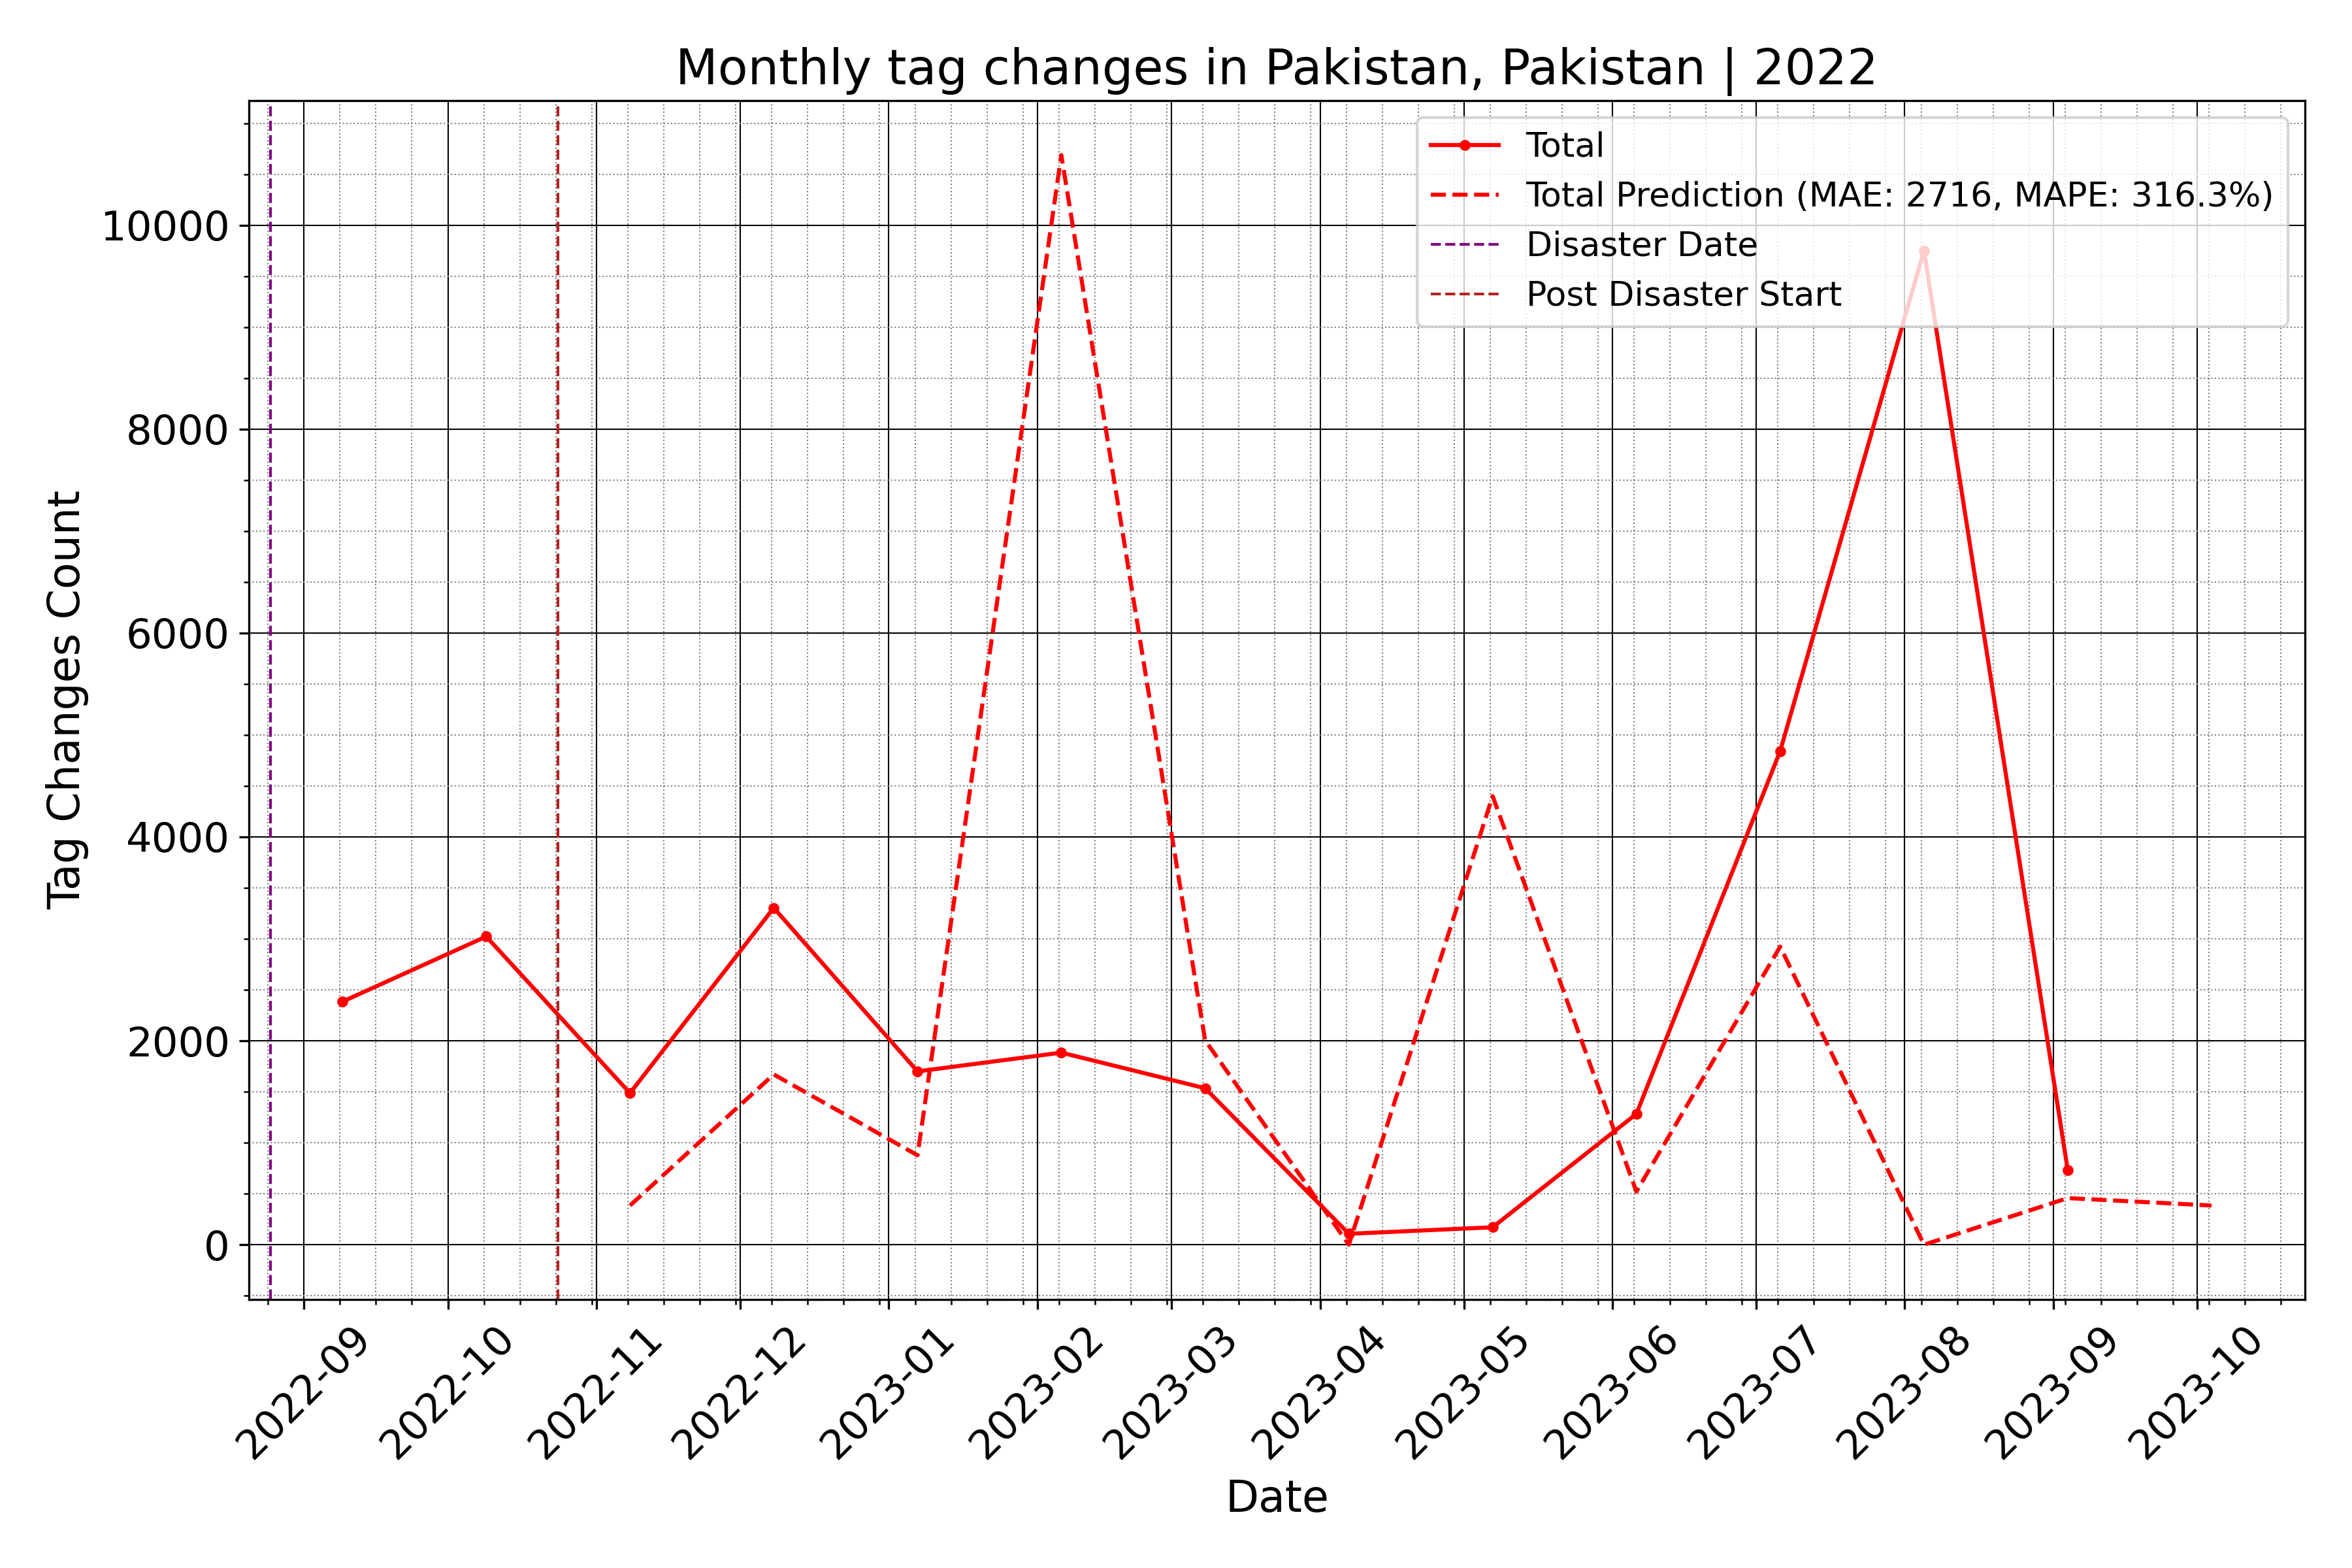 Monthly tag changes in Pakistan, Pakistan | 2022
Total
Total Prediction (MAE: 2716, MAPE: 316.3%)
Disaster Date
Post Disaster Start
Tag Changes Count
10000
8000
6000
4000
2000
0
2022-09
2022-10
2022-11
2022-12
2023-01
2023-02
2023-03
2023-04
2023-05
2023-06
2023-07
2023-08
2023-09
2023-10
Date